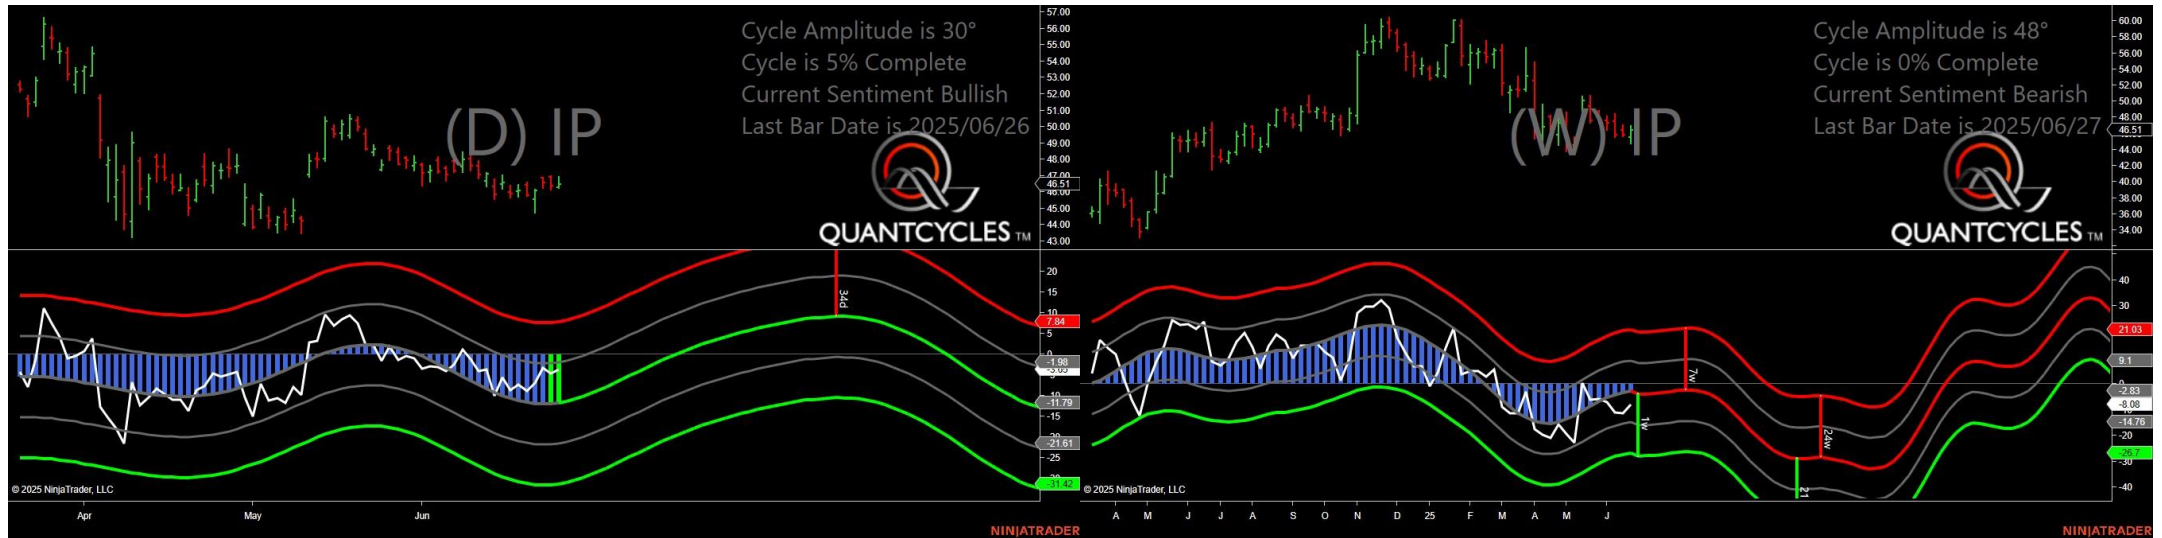 Cycle Amplitude is 30°
Cycle is 5% Complete
Current Sentiment Bullish
Last Bar Date is 2025/06/26
(D) IP
QUANTCYCLES TM
57.00
56.00
55.00
54.00
53.00
52.00
51.00
50.00
49.00
48.00
47.00
46.51
46.00
45.00
44.00
43.00
34d
20
15
10
7.84
5
0
-1.98
-3.65
-11.79
-15
-21.61
-25
-31.42
© 2025 NinjaTrader, LLC
Apr May Jun
NINJATRADER
Cycle Amplitude is 48°
Cycle is 0% Complete
Current Sentiment Bearish
Last Bar Date is 2025/06/27
(W) IP
QUANTCYCLES TM
60.00
58.00
56.00
54.00
52.00
50.00
48.00
46.51
44.00
42.00
40.00
38.00
36.00
34.00
7w
1w
24w
21
40
30
21.03
9.1
-2.83
-8.08
-14.76
-20
-26.7
-30
-40
© 2025 NinjaTrader, LLC
A M J J A S O N D 25 F M A M J
NINJATRADER